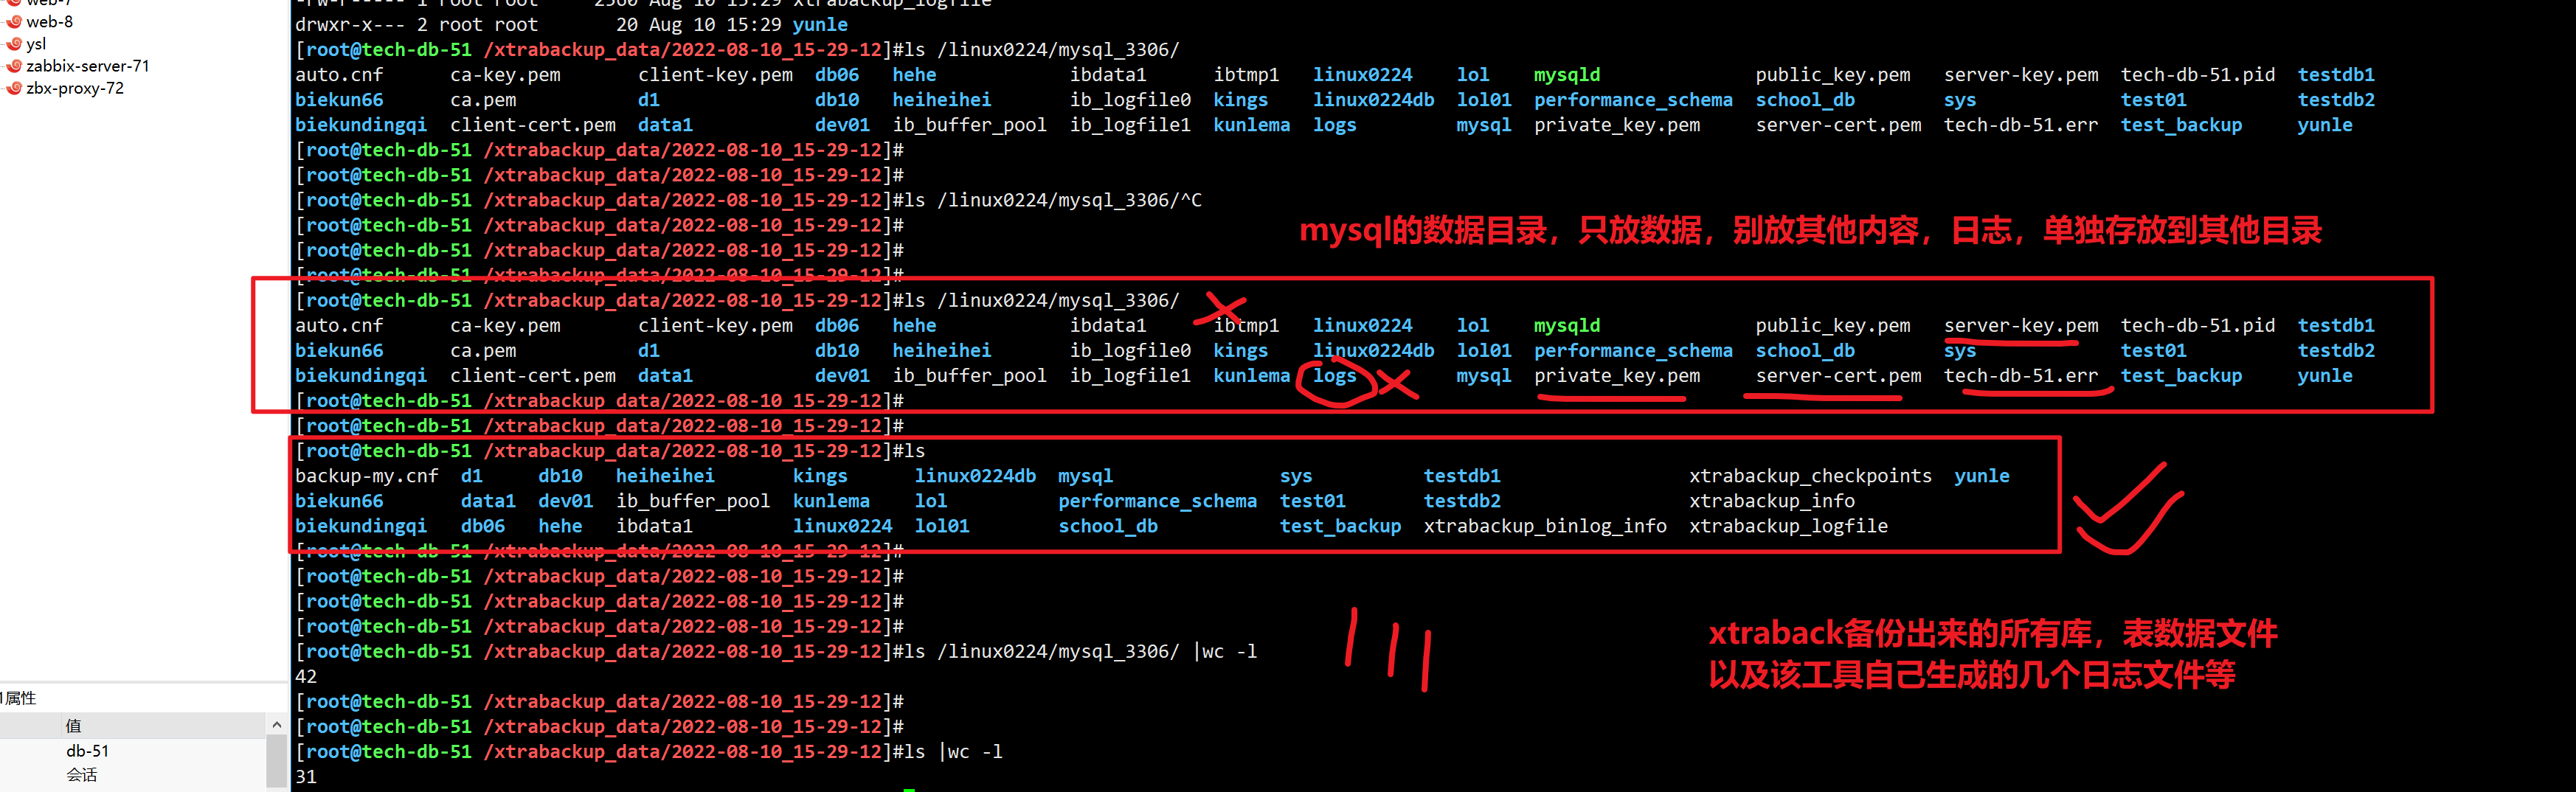 web-7
web-8
ysl
zabbix-server-71
zbx-proxy-72
-rw-r----- 1 root root     2560 Aug 10 15:29 xtrabackup_logfile
drwxr-x--- 2 root root       20 Aug 10 15:29 yunle
[root@tech-db-51 /xtrabackup_data/2022-08-10_15-29-12]#ls /linux0224/mysql_3306/
auto.cnf ca-key.pem client-key.pem db06 hehe ibdata1 ibtmp1 linux0224 lol mysqld public_key.pem server-key.pem tech-db-51.pid testdb1
biekun66 ca.pem d1 db10 heiheihei ib_logfile0 kings linux0224db lol01 performance_schema school_db sys test01 testdb2
biekundingqi client-cert.pem data1 dev01 ib_buffer_pool ib_logfile1 kunlema logs mysql private_key.pem server-cert.pem tech-db-51.err test_backup yunle
[root@tech-db-51 /xtrabackup_data/2022-08-10_15-29-12]#
[root@tech-db-51 /xtrabackup_data/2022-08-10_15-29-12]#
[root@tech-db-51 /xtrabackup_data/2022-08-10_15-29-12]#ls /linux0224/mysql_3306/^C
[root@tech-db-51 /xtrabackup_data/2022-08-10_15-29-12]#
mysql的数据目录，只放数据，别放其他内容，日志，单独存放到其他目录
[root@tech-db-51 /xtrabackup_data/2022-08-10_15-29-12]#
[root@tech-db-51 /xtrabackup_data/2022-08-10_15-29-12]#
[root@tech-db-51 /xtrabackup_data/2022-08-10_15-29-12]#ls /linux0224/mysql_3306/
auto.cnf ca-key.pem client-key.pem db06 hehe ibdata1 ibtmp1 linux0224 lol mysqld public_key.pem server-key.pem tech-db-51.pid testdb1
biekun66 ca.pem d1 db10 heiheihei ib_logfile0 kings linux0224db lol01 performance_schema school_db sys test01 testdb2
biekundingqi client-cert.pem data1 dev01 ib_buffer_pool ib_logfile1 kunlema logs mysql private_key.pem server-cert.pem tech-db-51.err test_backup yunle
[root@tech-db-51 /xtrabackup_data/2022-08-10_15-29-12]#
[root@tech-db-51 /xtrabackup_data/2022-08-10_15-29-12]#
[root@tech-db-51 /xtrabackup_data/2022-08-10_15-29-12]#ls
backup-my.cnf d1 db10 heiheihei kings linux0224db mysql sys testdb1 xtrabackup_checkpoints yunle
biekun66 data1 dev01 ib_buffer_pool kunlema lol performance_schema test01 testdb2 xtrabackup_info
biekundingqi db06 hehe ibdata1 linux0224 lol01 school_db test_backup xtrabackup_binlog_info xtrabackup_logfile
[root@tech-db-51 /xtrabackup_data/2022-08-10_15-29-12]#
[root@tech-db-51 /xtrabackup_data/2022-08-10_15-29-12]#
[root@tech-db-51 /xtrabackup_data/2022-08-10_15-29-12]#
[root@tech-db-51 /xtrabackup_data/2022-08-10_15-29-12]#
xtraback备份出来的所有库，表数据文件
以及该工具自己生成的几个日志文件等
[root@tech-db-51 /xtrabackup_data/2022-08-10_15-29-12]#ls /linux0224/mysql_3306/ |wc -l
42
[root@tech-db-51 /xtrabackup_data/2022-08-10_15-29-12]#
[root@tech-db-51 /xtrabackup_data/2022-08-10_15-29-12]#
[root@tech-db-51 /xtrabackup_data/2022-08-10_15-29-12]#ls |wc -l
31
属性
值
db-51
会话